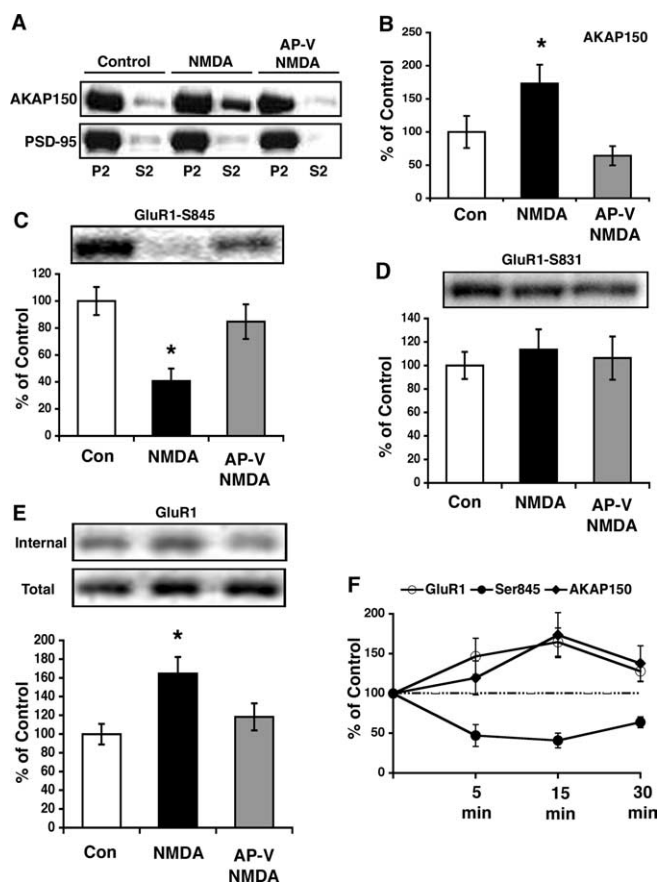 A
Control NMDA AP-V NMDA
AKAP150
PSD-95
P2 S2 P2 S2 P2 S2
B
AKAP150
% of Control
250
200
150
100
50
0
*
Con NMDA AP-V NMDA
C
GluR1-S845
% of Control
120
100
80
60
40
20
0
*
Con NMDA AP-V NMDA
D
GluR1-S831
% of Control
140
120
100
80
60
40
20
0
Con NMDA AP-V NMDA
E
GluR1
Internal
Total
% of Control
200
180
160
140
120
100
80
60
40
20
0
*
Con NMDA AP-V NMDA
F
GluR1 Ser845 AKAP150
% of Control
200
150
100
50
0
5 min 15 min 30 min